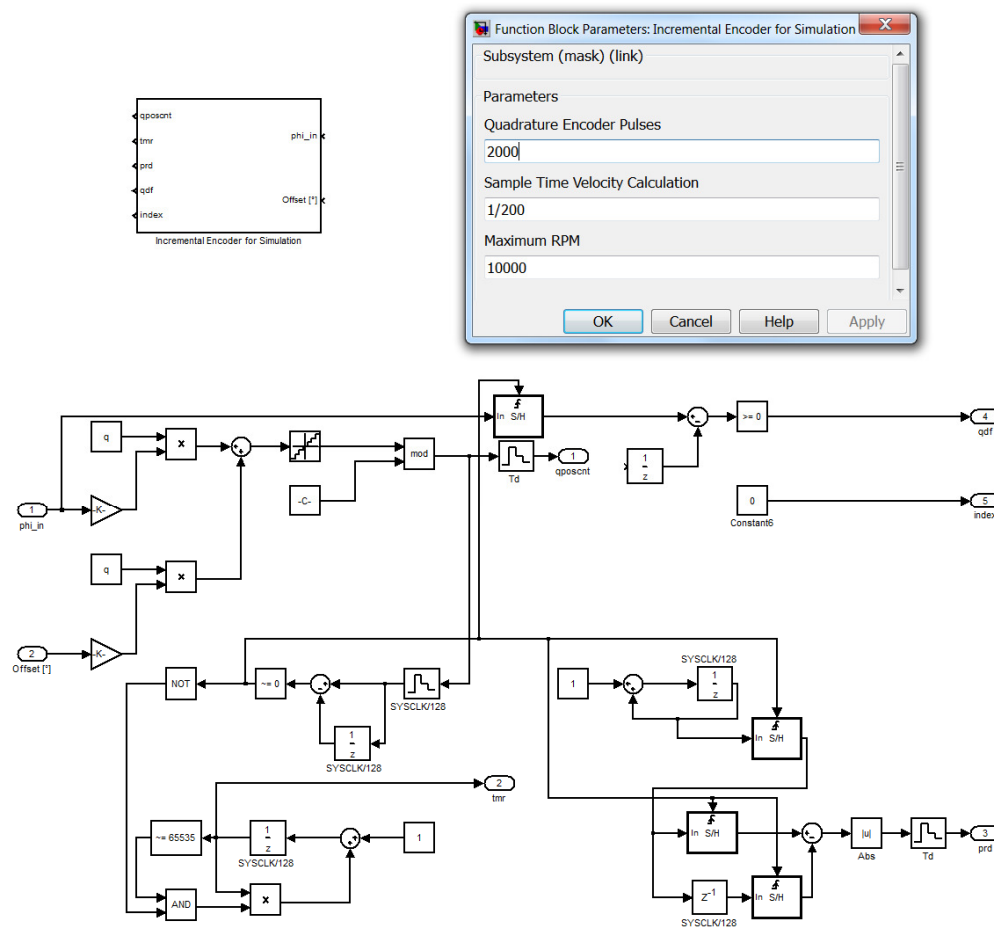 Function Block Parameters: Incremental Encoder for Simulation
Subsystem (mask) (link)
Parameters
Quadrature Encoder Pulses
2000
Sample Time Velocity Calculation
1/200
Maximum RPM
10000
OK Cancel Help Apply
qposcnt
tmr
prd
qdf
index
phi_in
Offset [°]
Incremental Encoder for Simulation
In S/H
>= 0
4
qdf
q
×
++
mod
Td
1
qposcnt
+-
1
z
-C-
0
Constant6
5
index
1
phi_in
-K-
q
×
2
Offset [°]
-K-
NOT
~= 0
-+
SYSCLK/128
1
z
SYSCLK/128
1
++
SYSCLK/128
1
z
In S/H
2
tmr
~= 65535
1
z
SYSCLK/128
++
1
AND
×
In S/H
+-
|u|
Abs
Td
3
prd
Z-1
SYSCLK/128
In S/H